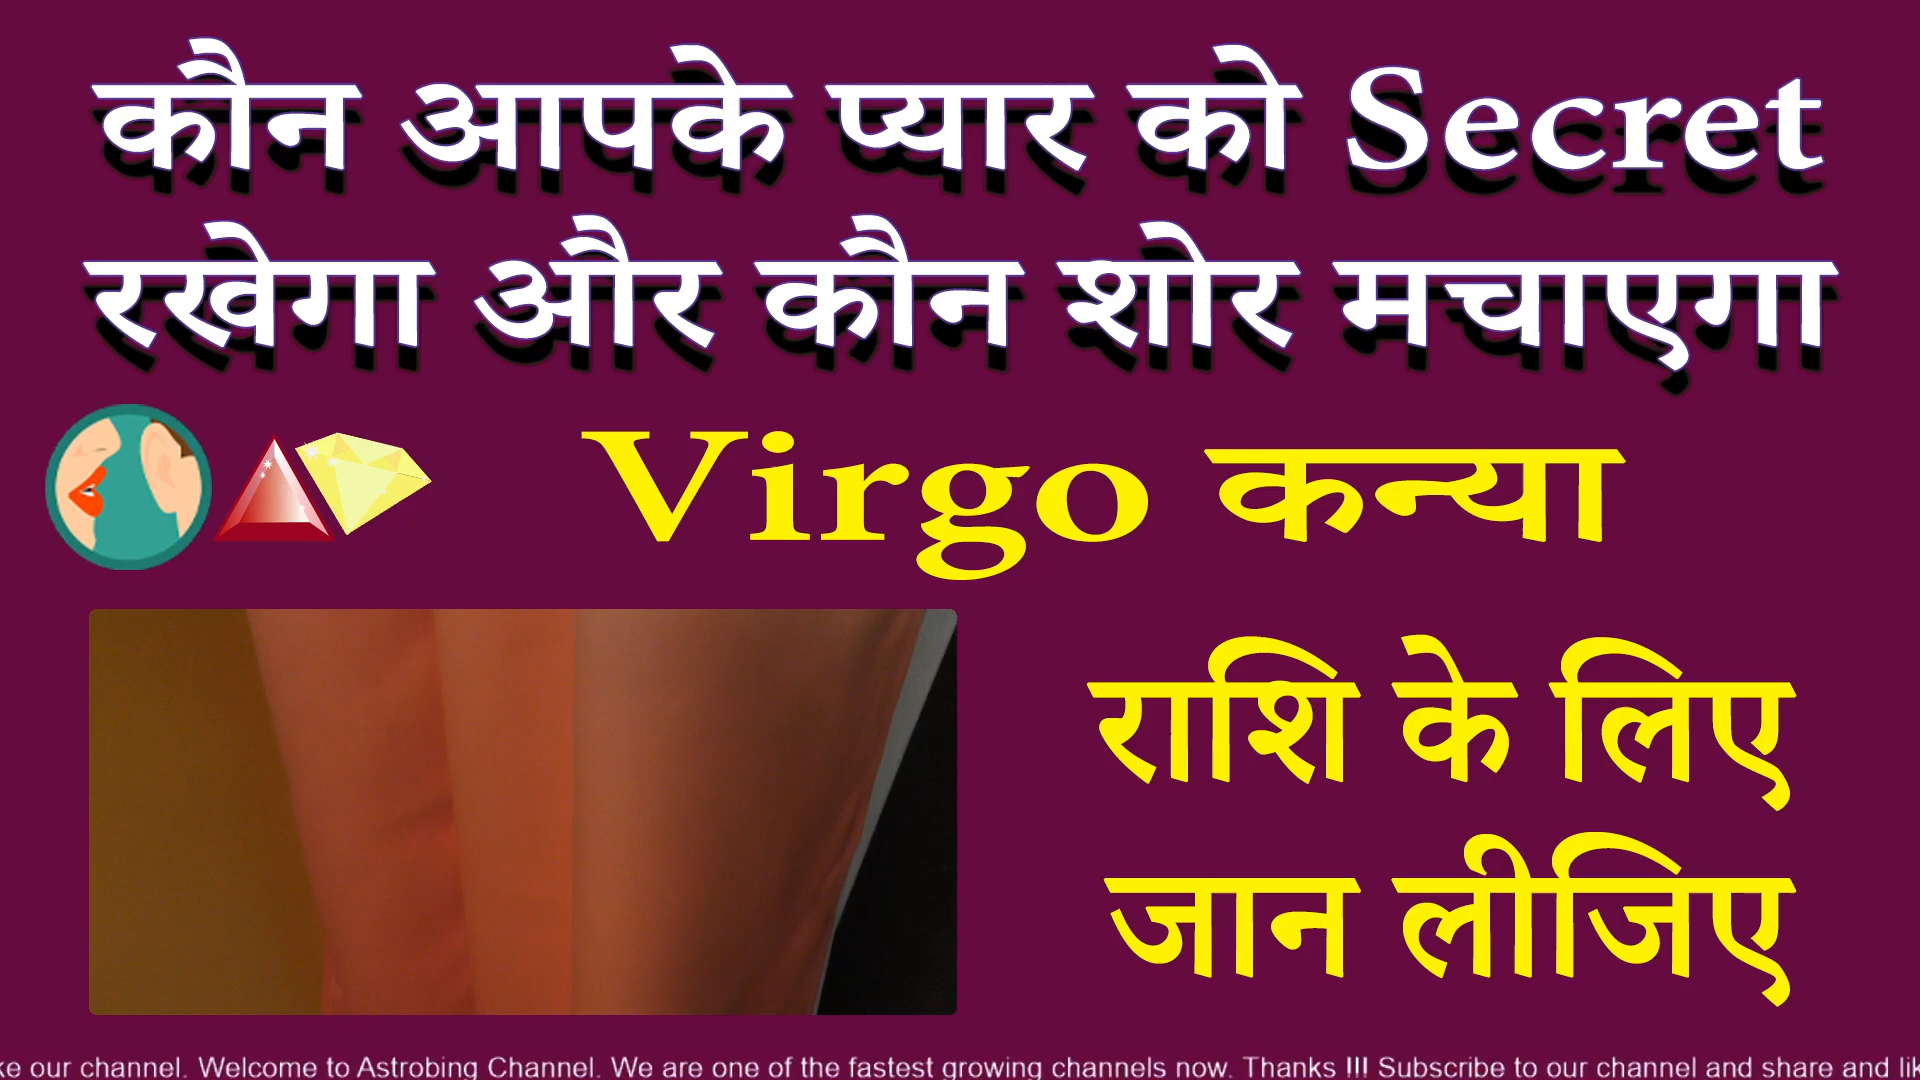 कौन आपके प्यार को Secret
रखेगा और कौन शोर मचाएगा
Virgo कन्या
राशि के लिए
जान लीजिए
ke our channel. Welcome to Astrobing Channel. We are one of the fastest growing channels now. Thanks !!! Subscribe to our channel and share and lik